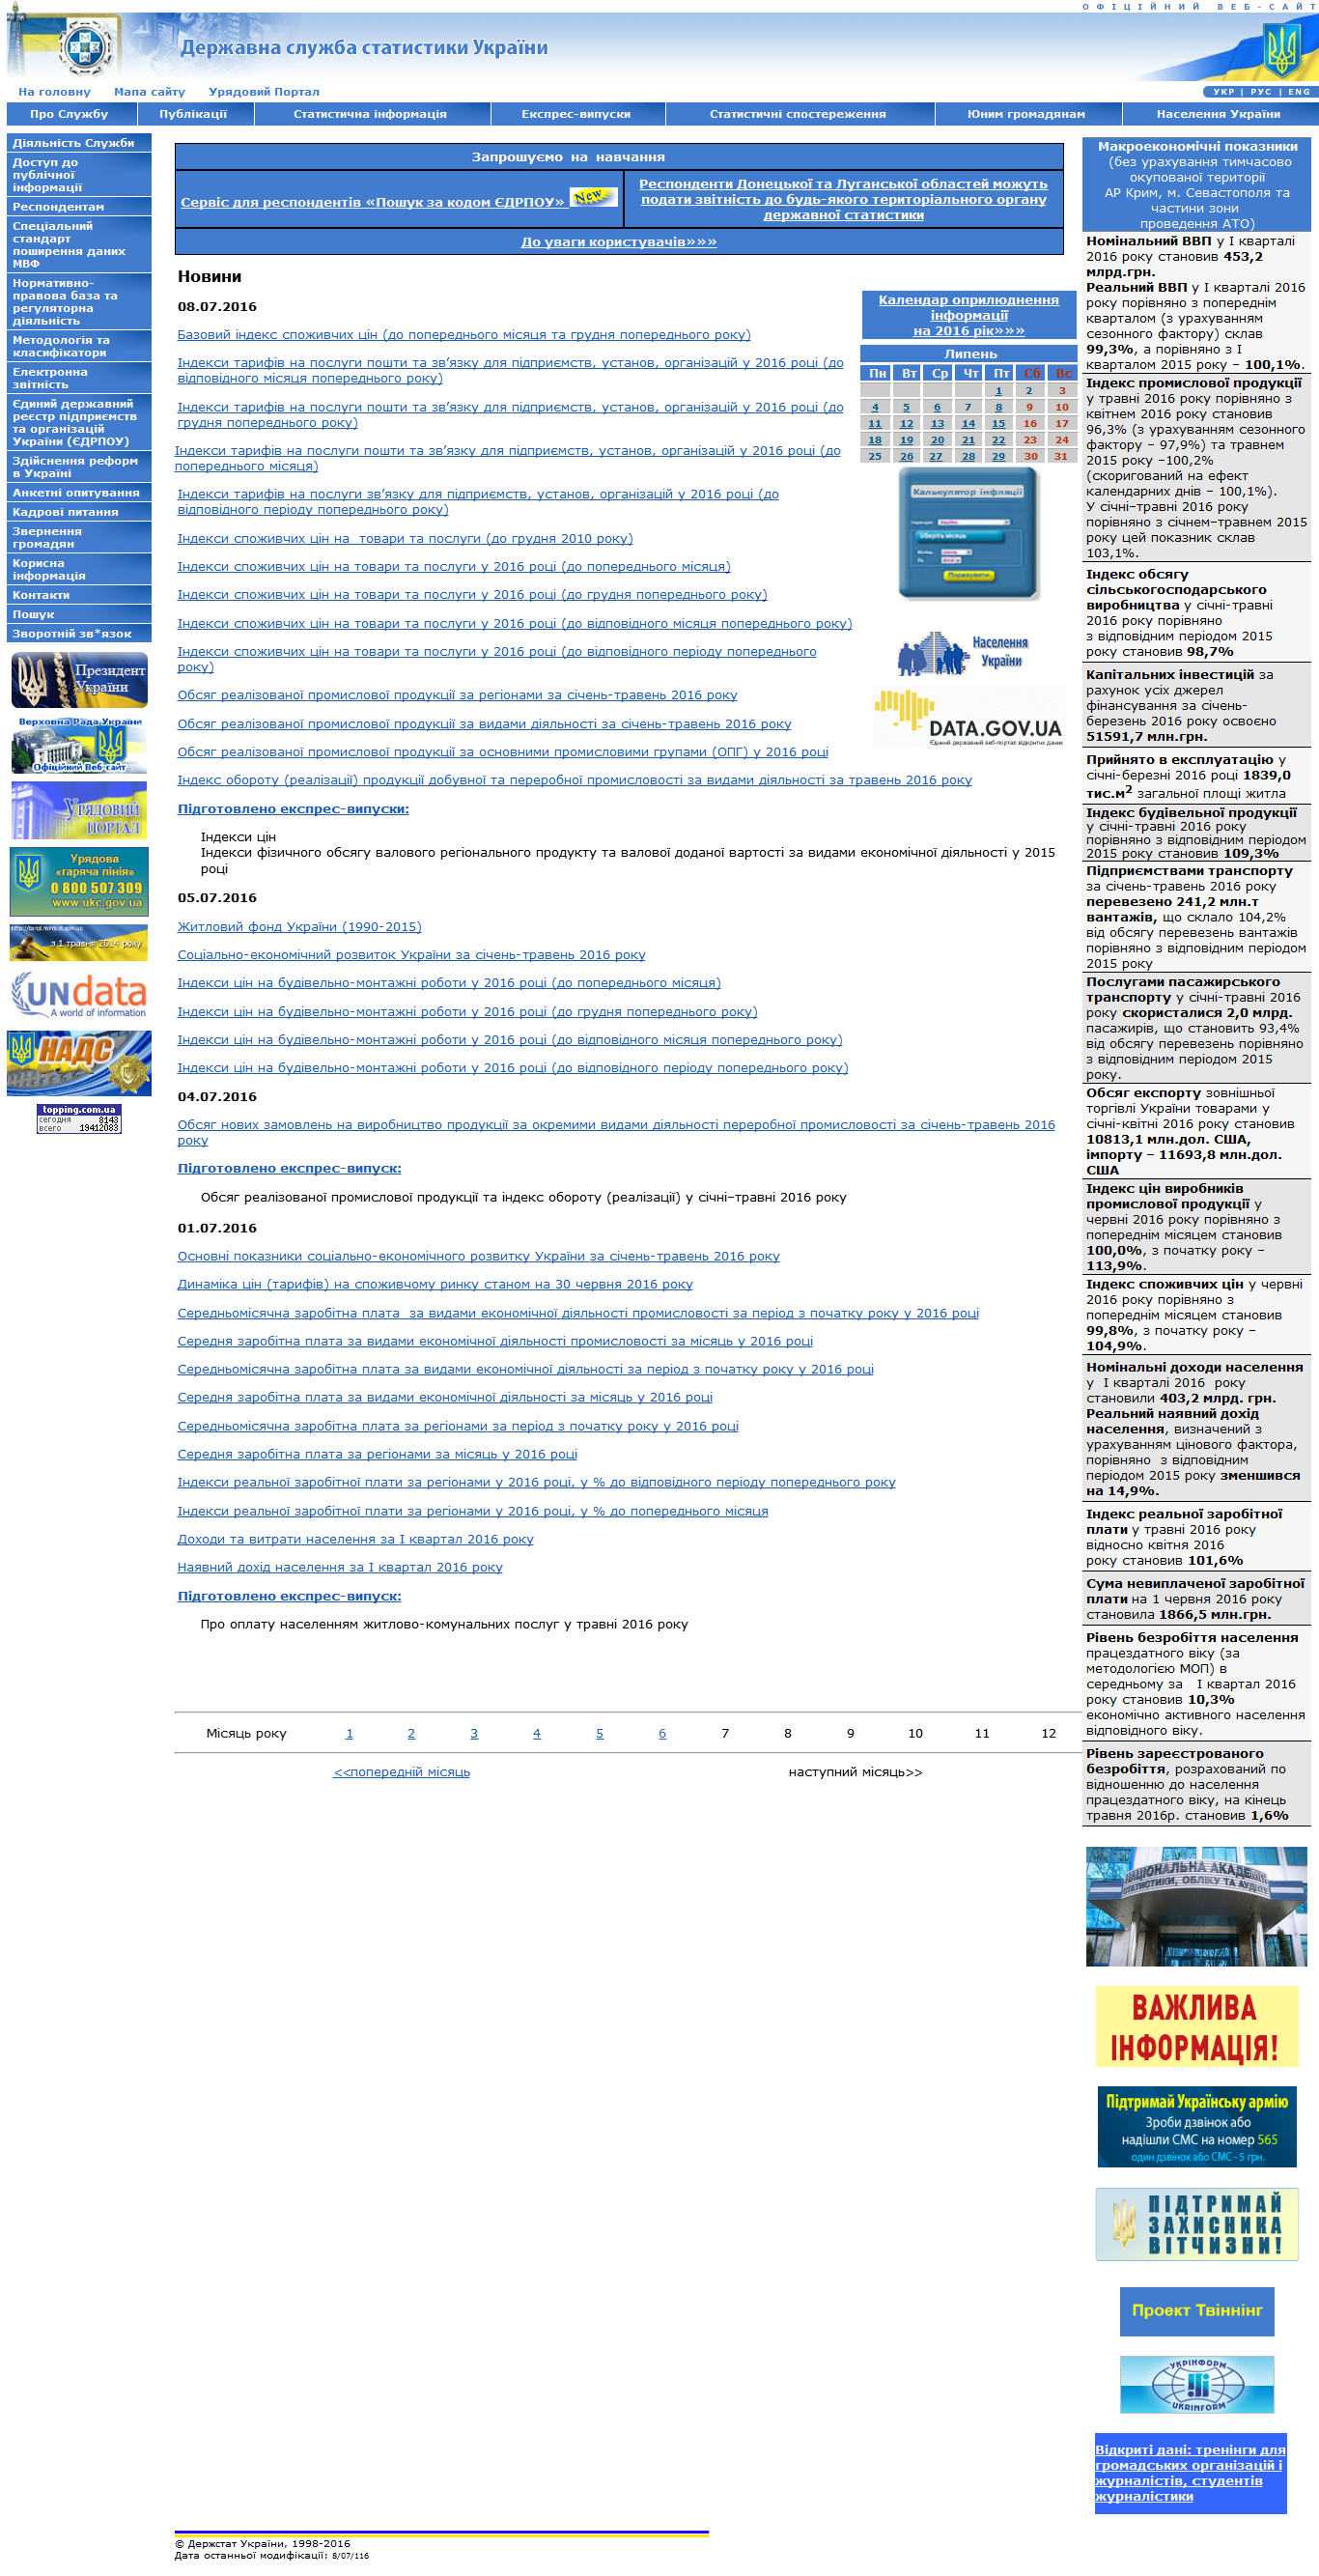 ОФІЦІЙНИЙ ВЕБ-САЙТ
Державна служба статистики України
На головну Мапа сайту Урядовий Портал
УКР | РУС | ENG
Про Службу Публікації Статистична інформація Експрес-випуски Статистичні спостереження Юним громадянам Населення України
Діяльність Служби
Доступ до
публічної
інформації
Респондентам
Спеціальний
стандарт
поширення даних
МВФ
Нормативно-
правова база та
регуляторна
діяльність
Методологія та
класифікатори
Електронна
звітність
Єдиний державний
реєстр підприємств
та організацій
України (ЄДРПОУ)
Здійснення реформ
в Україні
Анкетні опитування
Кадрові питання
Звернення
громадян
Корисна
інформація
Контакти
Пошук
Зворотній зв*язок
Президент
України
Верховна Рада України
Офіційний Веб-сайт
Урядовий
портал
Урядова
«гаряча лінія»
0 800 507 309
www.ukc.gov.ua
з 1 травня 2014 року
UNdata
A world of information
НАДС
topping.com.ua
сегодня 8143
всего 19412083
Запрошуємо на навчання
Сервіс для респондентів «Пошук за кодом ЄДРПОУ» New
Респонденти Донецької та Луганської областей можуть
подати звітність до будь-якого територіального органу
державної статистики
До уваги користувачів»»»
Новини
08.07.2016
Базовий індекс споживчих цін (до попереднього місяця та грудня попереднього року)
Індекси тарифів на послуги пошти та зв’язку для підприємств, установ, організацій у 2016 році (до
відповідного місяця попереднього року)
Індекси тарифів на послуги пошти та зв’язку для підприємств, установ, організацій у 2016 році (до
грудня попереднього року)
Індекси тарифів на послуги пошти та зв’язку для підприємств, установ, організацій у 2016 році (до
попереднього місяця)
Індекси тарифів на послуги зв’язку для підприємств, установ, організацій у 2016 році (до
відповідного періоду попереднього року)
Індекси споживчих цін на товари та послуги (до грудня 2010 року)
Індекси споживчих цін на товари та послуги у 2016 році (до попереднього місяця)
Індекси споживчих цін на товари та послуги у 2016 році (до грудня попереднього року)
Індекси споживчих цін на товари та послуги у 2016 році (до відповідного місяця попереднього року)
Індекси споживчих цін на товари та послуги у 2016 році (до відповідного періоду попереднього
року)
Обсяг реалізованої промислової продукції за регіонами за січень-травень 2016 року
Обсяг реалізованої промислової продукції за видами діяльності за січень-травень 2016 року
Обсяг реалізованої промислової продукції за основними промисловими групами (ОПГ) у 2016 році
Індекс обороту (реалізації) продукції добувної та переробної промисловості за видами діяльності за травень 2016 року
Підготовлено експрес-випуски:
Індекси цін
Індекси фізичного обсягу валового регіонального продукту та валової доданої вартості за видами економічної діяльності у 2015
році
05.07.2016
Житловий фонд України (1990-2015)
Соціально-економічний розвиток України за січень-травень 2016 року
Індекси цін на будівельно-монтажні роботи у 2016 році (до попереднього місяця)
Індекси цін на будівельно-монтажні роботи у 2016 році (до грудня попереднього року)
Індекси цін на будівельно-монтажні роботи у 2016 році (до відповідного місяця попереднього року)
Індекси цін на будівельно-монтажні роботи у 2016 році (до відповідного періоду попереднього року)
04.07.2016
Обсяг нових замовлень на виробництво продукції за окремими видами діяльності переробної промисловості за січень-травень 2016
року
Підготовлено експрес-випуск:
Обсяг реалізованої промислової продукції та індекс обороту (реалізації) у січні–травні 2016 року
01.07.2016
Основні показники соціально-економічного розвитку України за січень-травень 2016 року
Динаміка цін (тарифів) на споживчому ринку станом на 30 червня 2016 року
Середньомісячна заробітна плата за видами економічної діяльності промисловості за період з початку року у 2016 році
Середня заробітна плата за видами економічної діяльності промисловості за місяць у 2016 році
Середньомісячна заробітна плата за видами економічної діяльності за період з початку року у 2016 році
Середня заробітна плата за видами економічної діяльності за місяць у 2016 році
Середньомісячна заробітна плата за регіонами за період з початку року у 2016 році
Середня заробітна плата за регіонами за місяць у 2016 році
Індекси реальної заробітної плати за регіонами у 2016 році, у % до відповідного періоду попереднього року
Індекси реальної заробітної плати за регіонами у 2016 році, у % до попереднього місяця
Доходи та витрати населення за I квартал 2016 року
Наявний дохід населення за I квартал 2016 року
Підготовлено експрес-випуск:
Про оплату населенням житлово-комунальних послуг у травні 2016 року
Місяць року 1 2 3 4 5 6 7 8 9 10 11 12
<<попередній місяць наступний місяць>>
Календар оприлюднення
інформації
на 2016 рік»»»
Липень
Пн Вт Ср Чт Пт Сб Вс
1 2 3
4 5 6 7 8 9 10
11 12 13 14 15 16 17
18 19 20 21 22 23 24
25 26 27 28 29 30 31
Калькулятор інфляції
Оберіть місяць
Розрахувати
Населення
України
DATA.GOV.UA
Єдиний державний веб-портал відкритих даних
Макроекономічні показники
(без урахування тимчасово
окупованої території
АР Крим, м. Севастополя та
частини зони
проведення АТО)
Номінальний ВВП у I кварталі
2016 року становив 453,2
млрд.грн.
Реальний ВВП у I кварталі 2016
року порівняно з попереднім
кварталом (з урахуванням
сезонного фактору) склав
99,3%, а порівняно з I
кварталом 2015 року – 100,1%.
Індекс промислової продукції
у травні 2016 року порівняно з
квітнем 2016 року становив
96,3% (з урахуванням сезонного
фактору – 97,9%) та травнем
2015 року –100,2%
(скоригований на ефект
календарних днів – 100,1%).
У січні–травні 2016 року
порівняно з січнем–травнем 2015
року цей показник склав
103,1%.
Індекс обсягу
сільськогосподарського
виробництва у січні-травні
2016 року порівняно
з відповідним періодом 2015
року становив 98,7%
Капітальних інвестицій за
рахунок усіх джерел
фінансування за січень-
березень 2016 року освоєно
51591,7 млн.грн.
Прийнято в експлуатацію у
січні-березні 2016 році 1839,0
тис.м2 загальної площі житла
Індекс будівельної продукції
у січні-травні 2016 року
порівняно з відповідним періодом
2015 року становив 109,3%
Підприємствами транспорту
за січень-травень 2016 року
перевезено 241,2 млн.т
вантажів, що склало 104,2%
від обсягу перевезень вантажів
порівняно з відповідним періодом
2015 року
Послугами пасажирського
транспорту у січні-травні 2016
року скористалися 2,0 млрд.
пасажирів, що становить 93,4%
від обсягу перевезень порівняно
з відповідним періодом 2015
року.
Обсяг експорту зовнішньої
торгівлі України товарами у
січні-квітні 2016 року становив
10813,1 млн.дол. США,
імпорту – 11693,8 млн.дол.
США
Індекс цін виробників
промислової продукції у
червні 2016 року порівняно з
попереднім місяцем становив
100,0%, з початку року –
113,9%.
Індекс споживчих цін у червні
2016 року порівняно з
попереднім місяцем становив
99,8%, з початку року –
104,9%.
Номінальні доходи населення
у I кварталі 2016 року
становили 403,2 млрд. грн.
Реальний наявний дохід
населення, визначений з
урахуванням цінового фактора,
порівняно з відповідним
періодом 2015 року зменшився
на 14,9%.
Індекс реальної заробітної
плати у травні 2016 року
відносно квітня 2016
року становив 101,6%
Сума невиплаченої заробітної
плати на 1 червня 2016 року
становила 1866,5 млн.грн.
Рівень безробіття населення
працездатного віку (за
методологією МОП) в
середньому за I квартал 2016
року становив 10,3%
економічно активного населення
відповідного віку.
Рівень зареєстрованого
безробіття, розрахований по
відношенню до населення
працездатного віку, на кінець
травня 2016р. становив 1,6%
НАЦІОНАЛЬНА АКАДЕМІЯ
СТАТИСТИКИ, ОБЛІКУ ТА АУДИТУ
ВАЖЛИВА
ІНФОРМАЦІЯ!
Підтримай Українську армію
Зроби дзвінок або
надішли СМС на номер 565
один дзвінок або СМС - 5 грн.
ПІДТРИМАЙ
ЗАХИСНИКА
ВІТЧИЗНИ!
Проект Твіннінг
УКРІНФОРМ
UKRINFORM
Відкриті дані: тренінги для
громадських організацій і
журналістів, студентів
журналістики
© Держстат України, 1998-2016
Дата останньої модифікації: 8/07/116